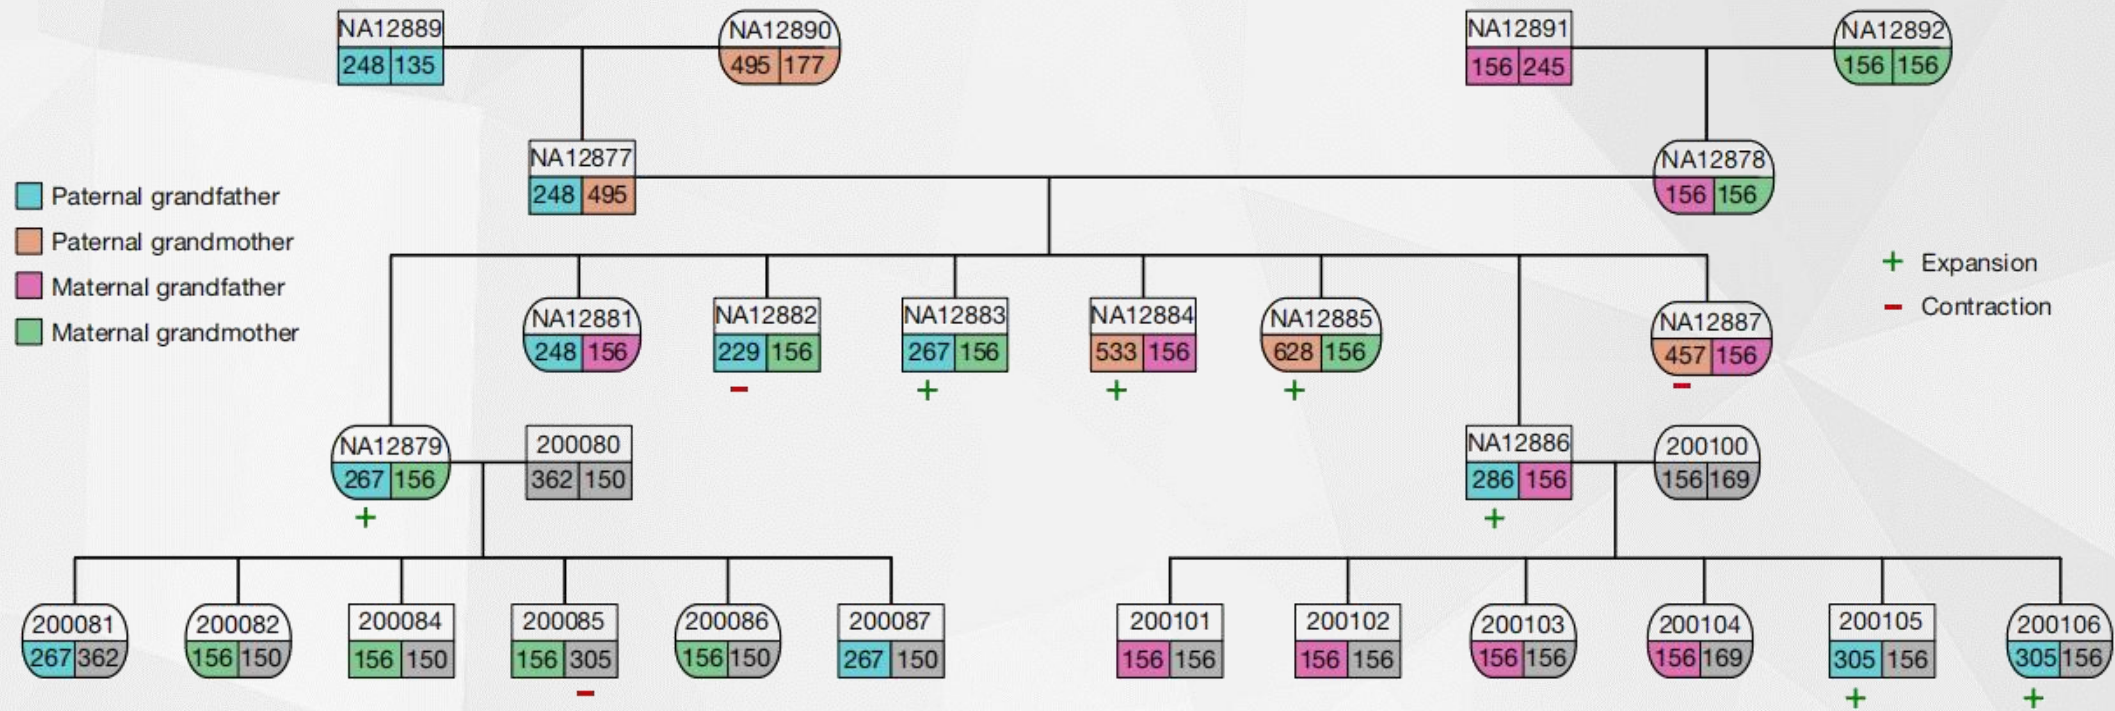 NA12889
248 135
NA12890
495 177
NA12891
156 245
NA12892
156 156
NA12877
248 495
NA12878
156 156
Paternal grandfather
Paternal grandmother
Maternal grandfather
Maternal grandmother
+ Expansion
- Contraction
NA12881
248 156
NA12882
229 156
-
NA12883
267 156
+
NA12884
533 156
+
NA12885
628 156
+
NA12887
457 156
-
NA12879
267 156
+
200080
362 150
NA12886
286 156
+
200100
156 169
200081
267 362
200082
156 150
200084
156 150
200085
156 305
-
200086
156 150
200087
267 150
200101
156 156
200102
156 156
200103
156 156
200104
156 169
200105
305 156
+
200106
305 156
+